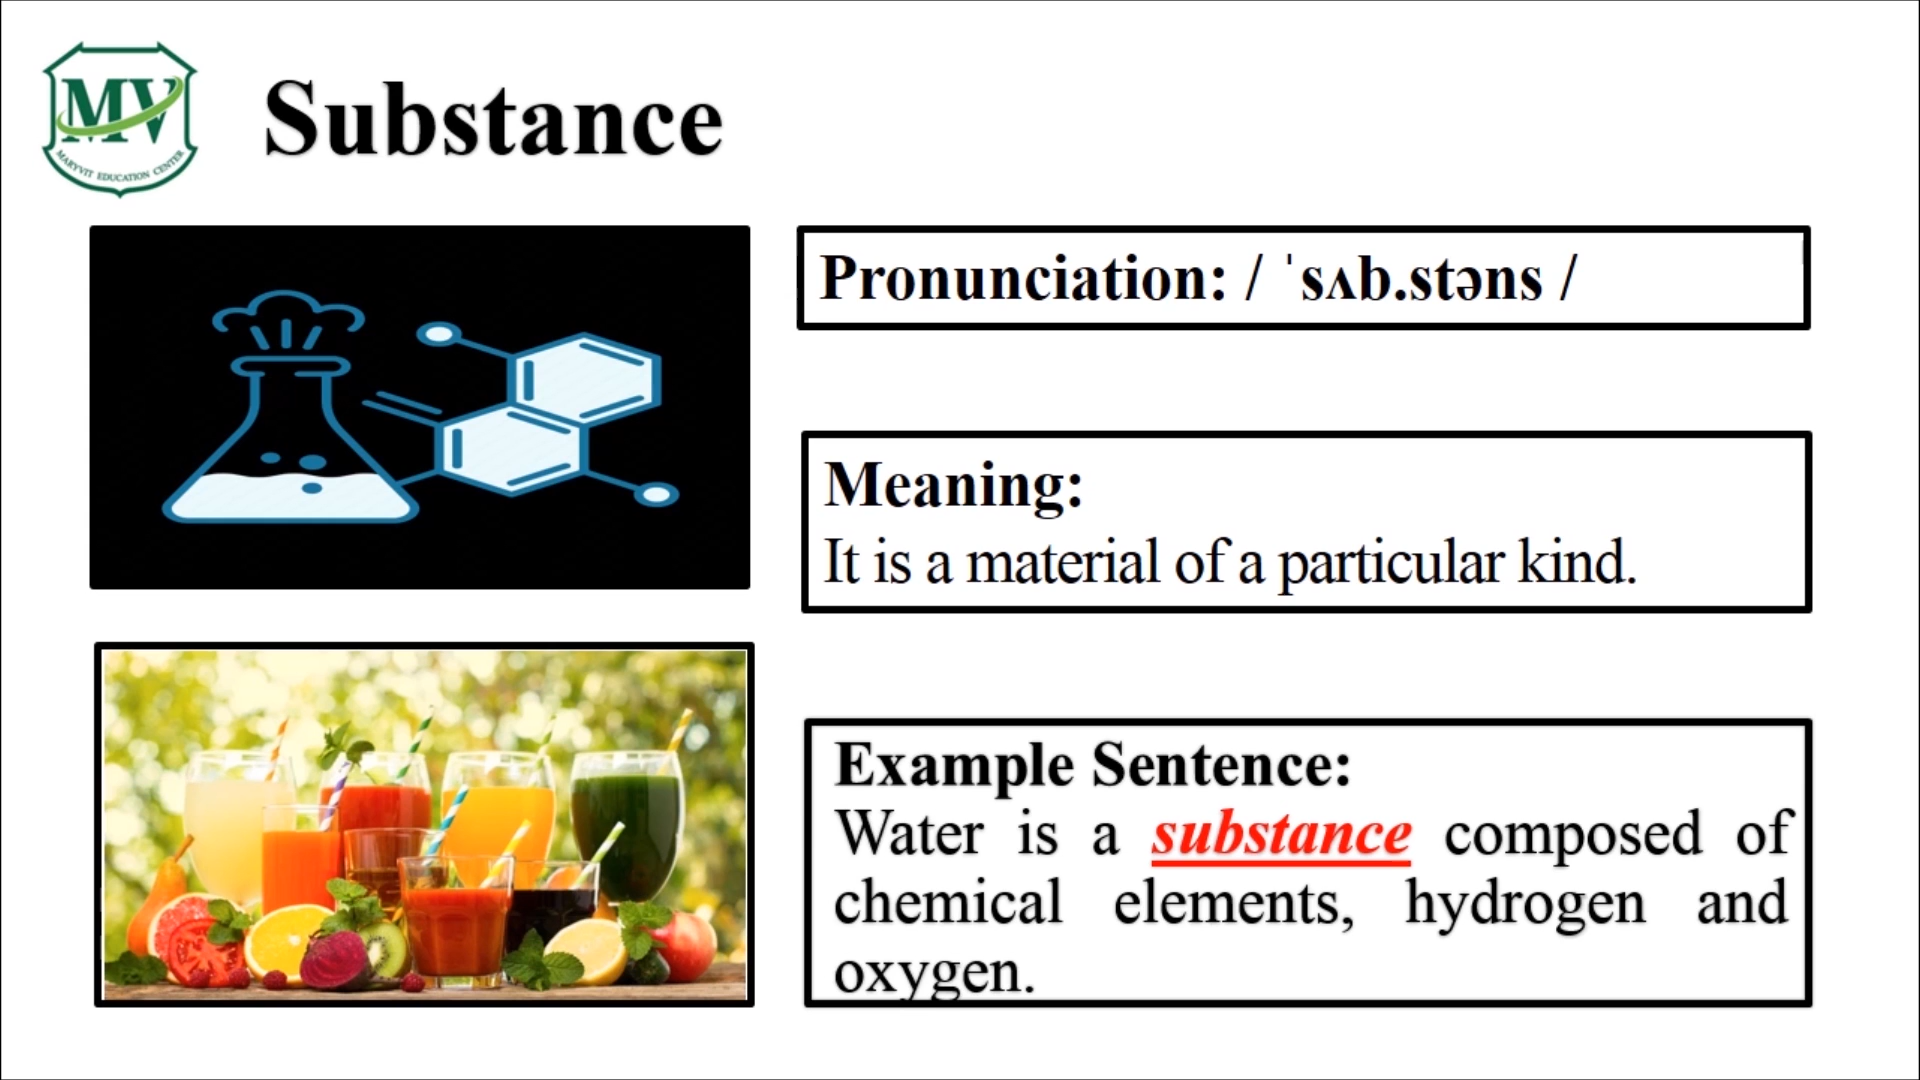 MV
MARYVIT EDUCATION CENTER
Substance
Pronunciation: / ˈsʌb.stəns /
Meaning:
It is a material of a particular kind.
Example Sentence:
Water is a substance composed of
chemical elements, hydrogen and
oxygen.